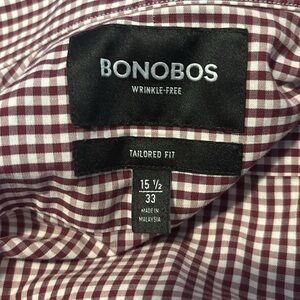 BONOBOS
WRINKLE-FREE
TAILORED FIT
15 ½
33
MADE IN
MALAYSIA